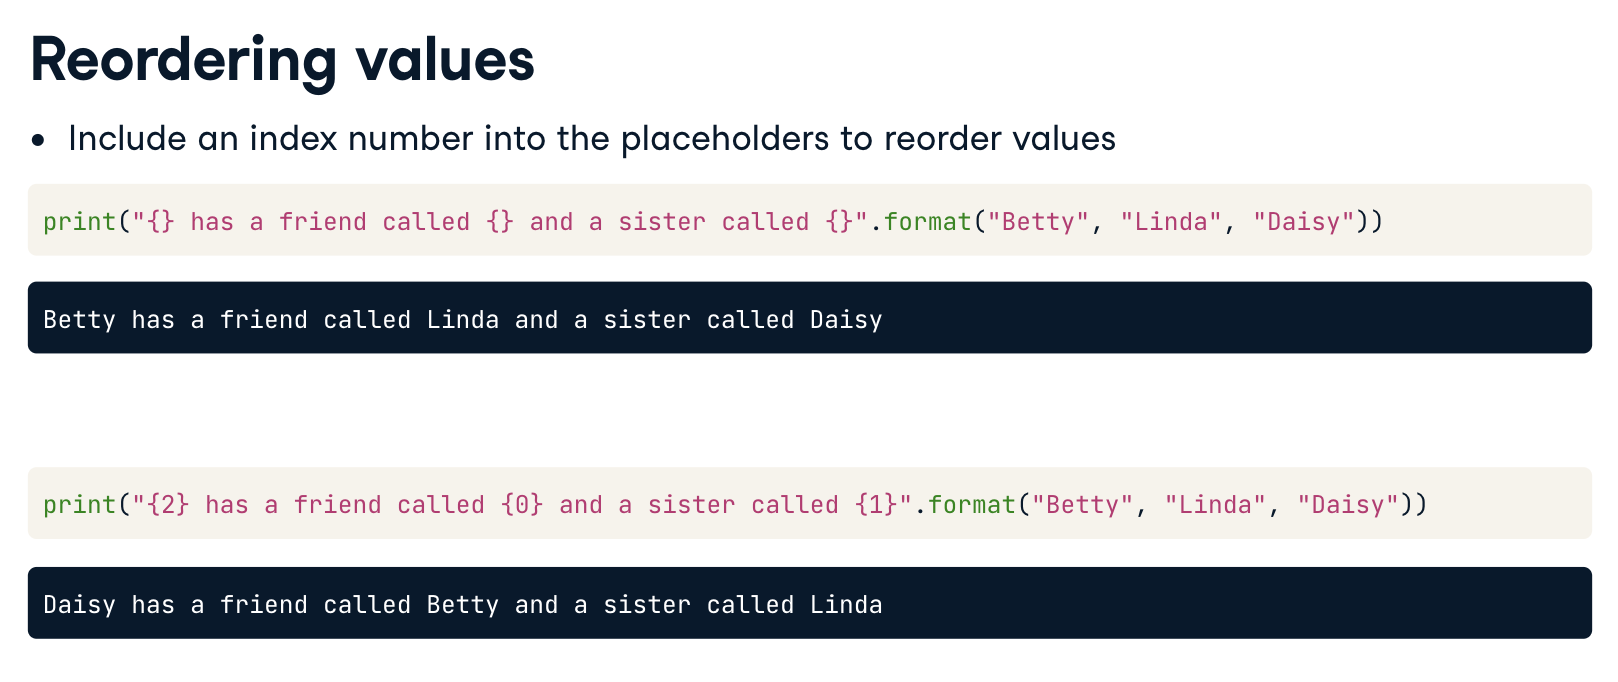 Reordering values
• Include an index number into the placeholders to reorder values
print("{} has a friend called {} and a sister called {}".format("Betty", "Linda", "Daisy"))
Betty has a friend called Linda and a sister called Daisy
print("{2} has a friend called {0} and a sister called {1}".format("Betty", "Linda", "Daisy"))
Daisy has a friend called Betty and a sister called Linda